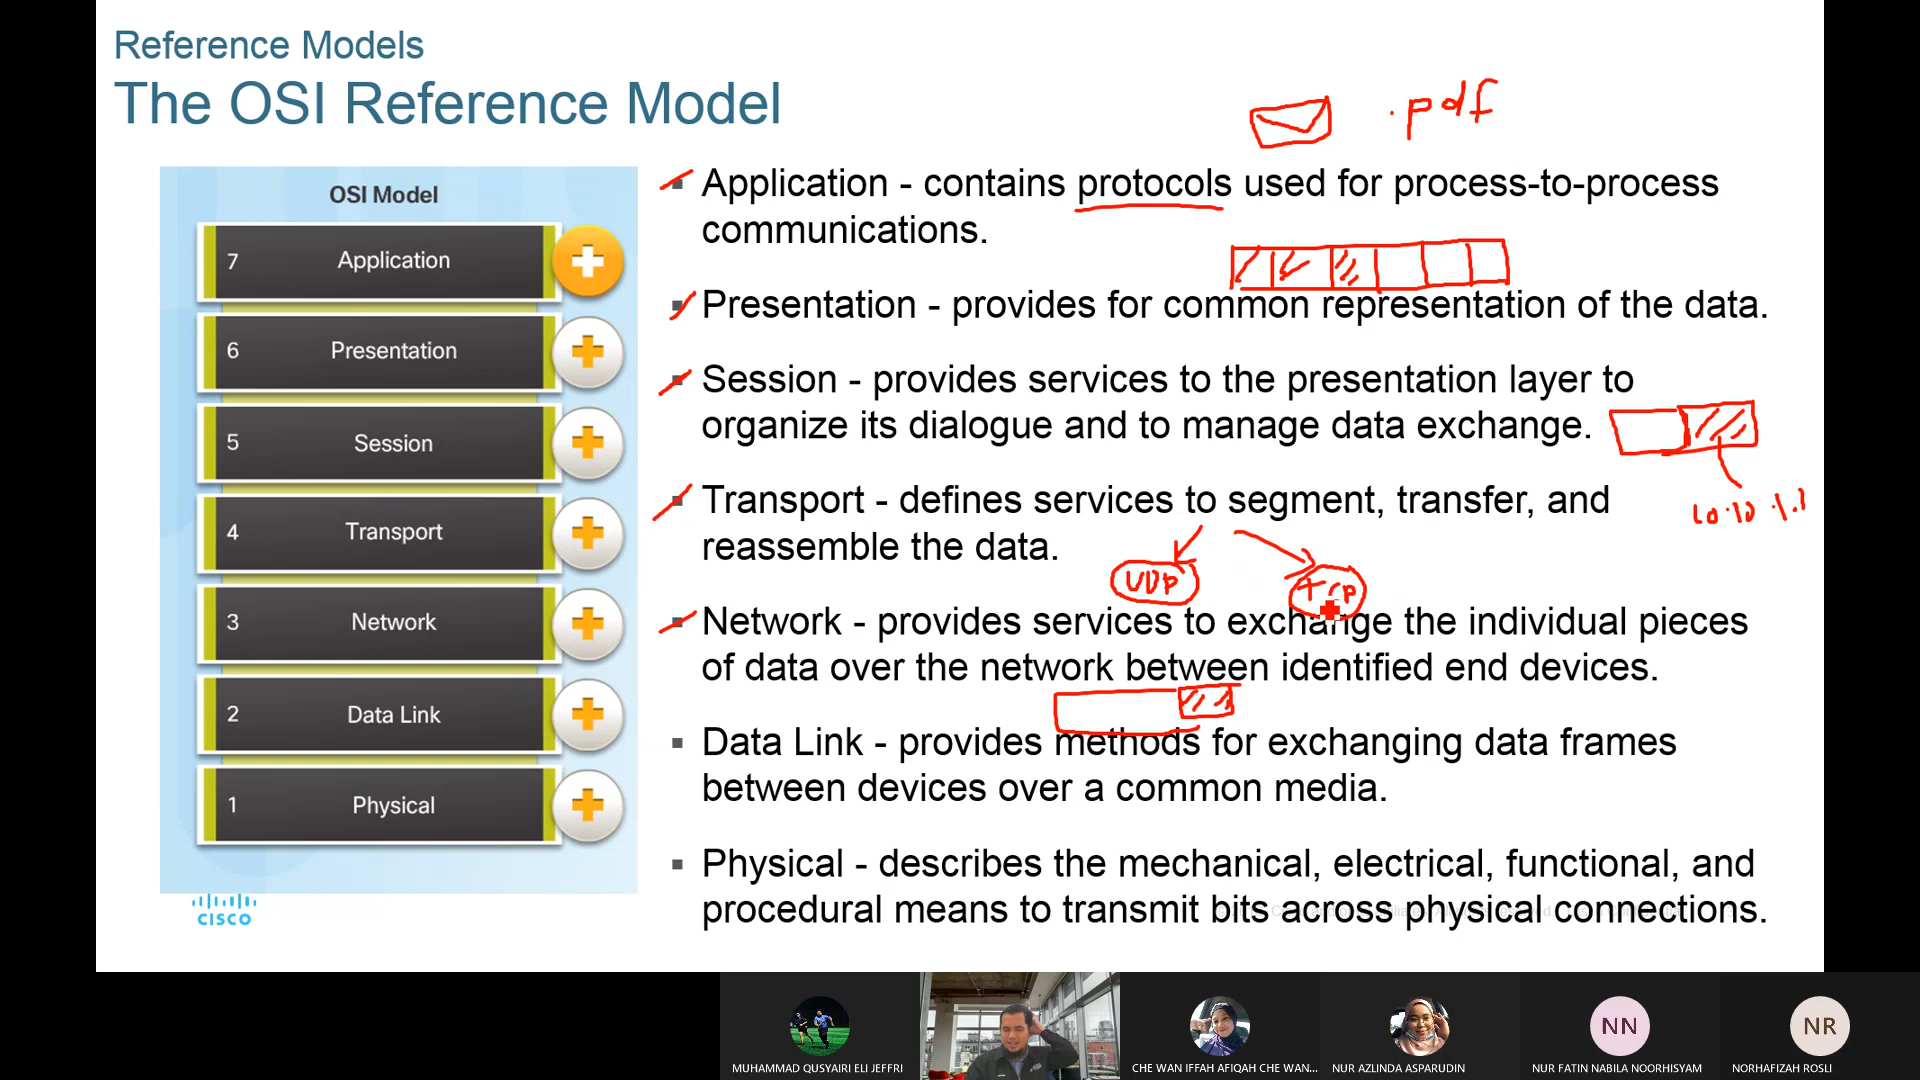 Reference Models
The OSI Reference Model
.pdf
OSI Model
7 Application
6 Presentation
5 Session
4 Transport
3 Network
2 Data Link
1 Physical
CISCO
Application - contains protocols used for process-to-process
communications.
Presentation - provides for common representation of the data.
Session - provides services to the presentation layer to
organize its dialogue and to manage data exchange.
Transport - defines services to segment, transfer, and
reassemble the data.
UDP
TCP
Network - provides services to exchange the individual pieces
of data over the network between identified end devices.
Data Link - provides methods for exchanging data frames
between devices over a common media.
Physical - describes the mechanical, electrical, functional, and
procedural means to transmit bits across physical connections.
NN
NR
MUHAMMAD QUSYAIRI ELI JEFFRI
CHE WAN IFFAH AFIQAH CHE WAN...
NUR AZLINDA ASPARUDIN
NUR FATIN NABILA NOORHISYAM
NORHAFIZAH ROSLI